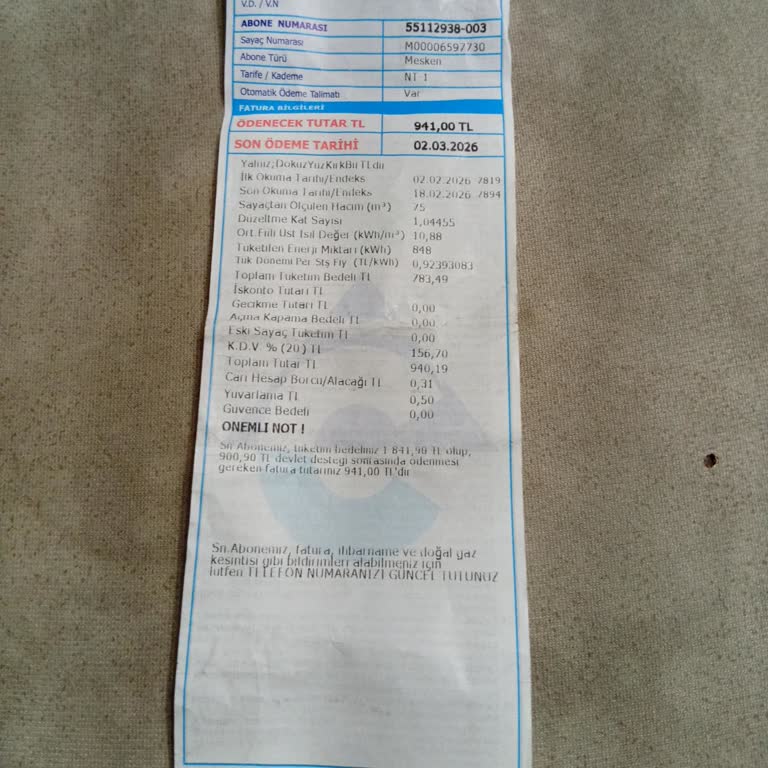 V.D. / V.N
ABONE NUMARASI 55112938-003
Sayaç Numarası M00006597730
Abone Türü Mesken
Tarife / Kademe NT 1
Otomatik Ödeme Talimatı Var
FATURA BİLGİLERİ
ÖDENECEK TUTAR TL 941,00 TL
SON ÖDEME TARİHİ 02.03.2026
Yalnız;DokuzYüzKırkBirTLdır
İlk Okuma Tarihi/Endeks 02.02.2026 7819
Son Okuma Tarihi/Endeks 18.02.2026 7894
Sayaçtan Ölçülen Hacim (m³) 75
Düzeltme Kat Sayısı 1,04455
Ort.Fiili Üst Isıl Değer (kWh/m³) 10,88
Tüketilen Enerji Miktarı (kWh) 848
Tük Dönemi Per Stş Fiy (TL/kWh) 0,92393083
Toplam Tüketim Bedeli TL 783,49
İskonto Tutarı TL
Gecikme Tutarı TL 0,00
Açma Kapama Bedeli TL 0,00
Eski Sayaç Tüketim TL 0,00
K.D.V. % (20) TL 156,70
Toplam Tutar TL 940,19
Cari Hesap Borcu/Alacağı TL 0,31
Yuvarlama TL 0,50
Güvence Bedeli 0,00
ÖNEMLİ NOT !
Sn.Abonemiz, tüketim bedeliniz 1 841,90 TL olup,
900,90 TL devlet desteği sonrasında ödenmesi
gereken fatura tutarınız 941,00 TL'dir
Sn.Abonemiz, fatura, ihbarname ve doğal gaz
kesintisi gibi bildirimleri alabilmeniz için
lütfen TELEFON NUMARANIZI GÜNCEL TUTUNUZ